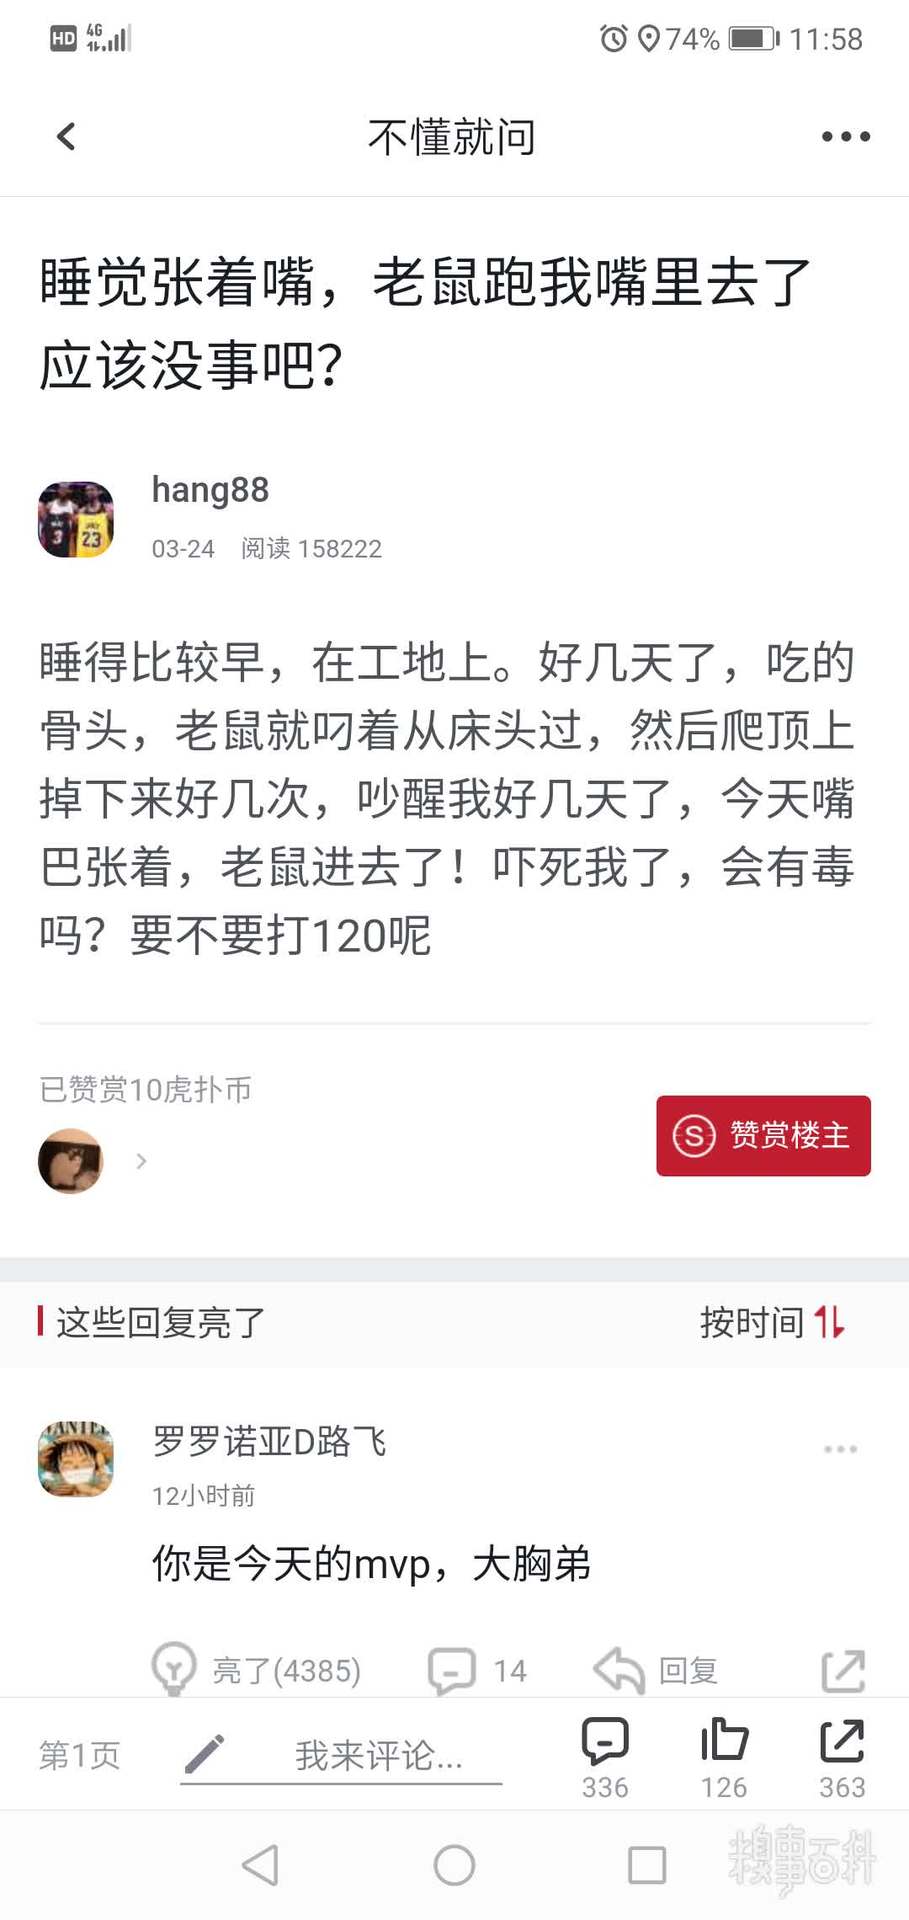 HD 4G 74% 11:58
不懂就问
睡觉张着嘴，老鼠跑我嘴里去了
应该没事吧？
hang88
03-24 阅读 158222
睡得比较早，在工地上。好几天了，吃的
骨头，老鼠就叼着从床头过，然后爬顶上
掉下来好几次，吵醒我好几天了，今天嘴
巴张着，老鼠进去了！吓死我了，会有毒
吗？要不要打120呢
已赞赏10虎扑币
赞赏楼主
这些回复亮了 按时间
罗罗诺亚D路飞
12小时前
你是今天的mvp，大胸弟
亮了(4385) 14 回复
第1页 我来评论... 336 126 363
糗事百科